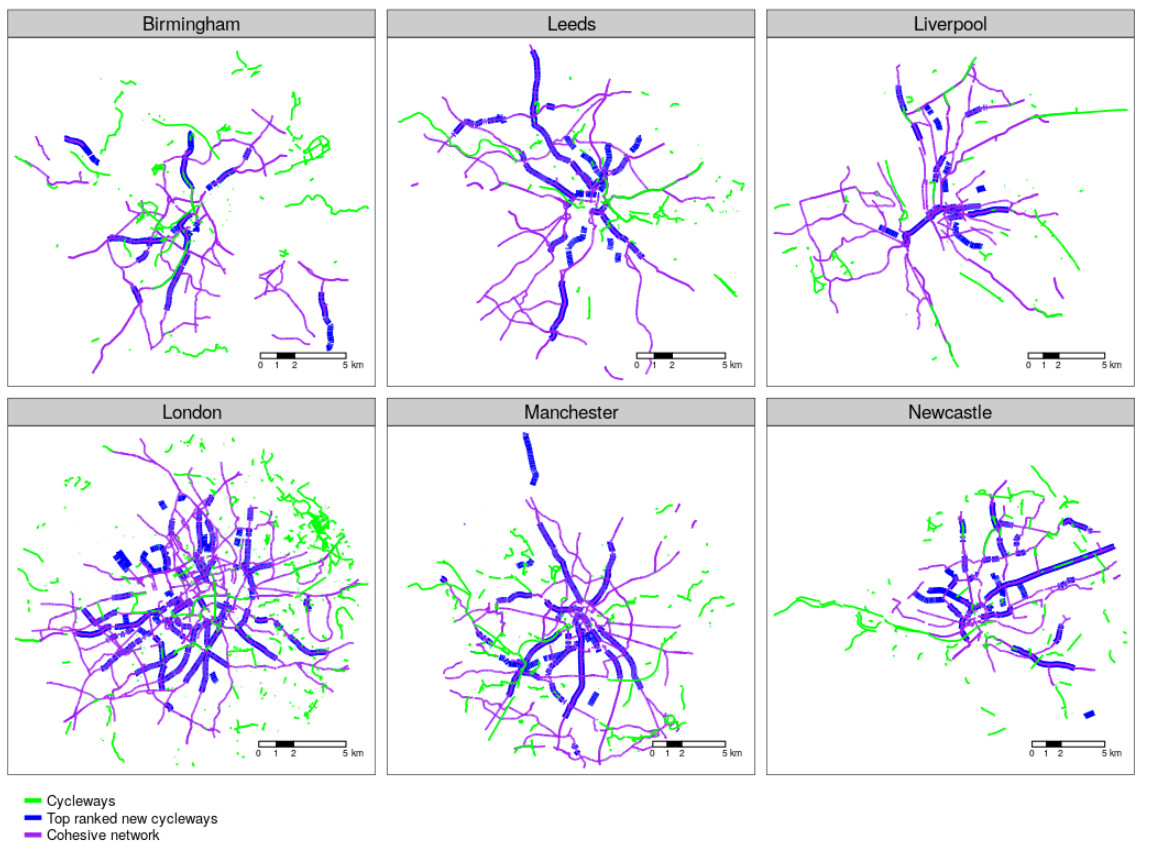 Birmingham
Leeds
Liverpool
0 1 2 5 km
0 1 2 5 km
0 1 2 5 km
London
Manchester
Newcastle
0 1 2 5 km
0 1 2 5 km
0 1 2 5 km
Cycleways
Top ranked new cycleways
Cohesive network